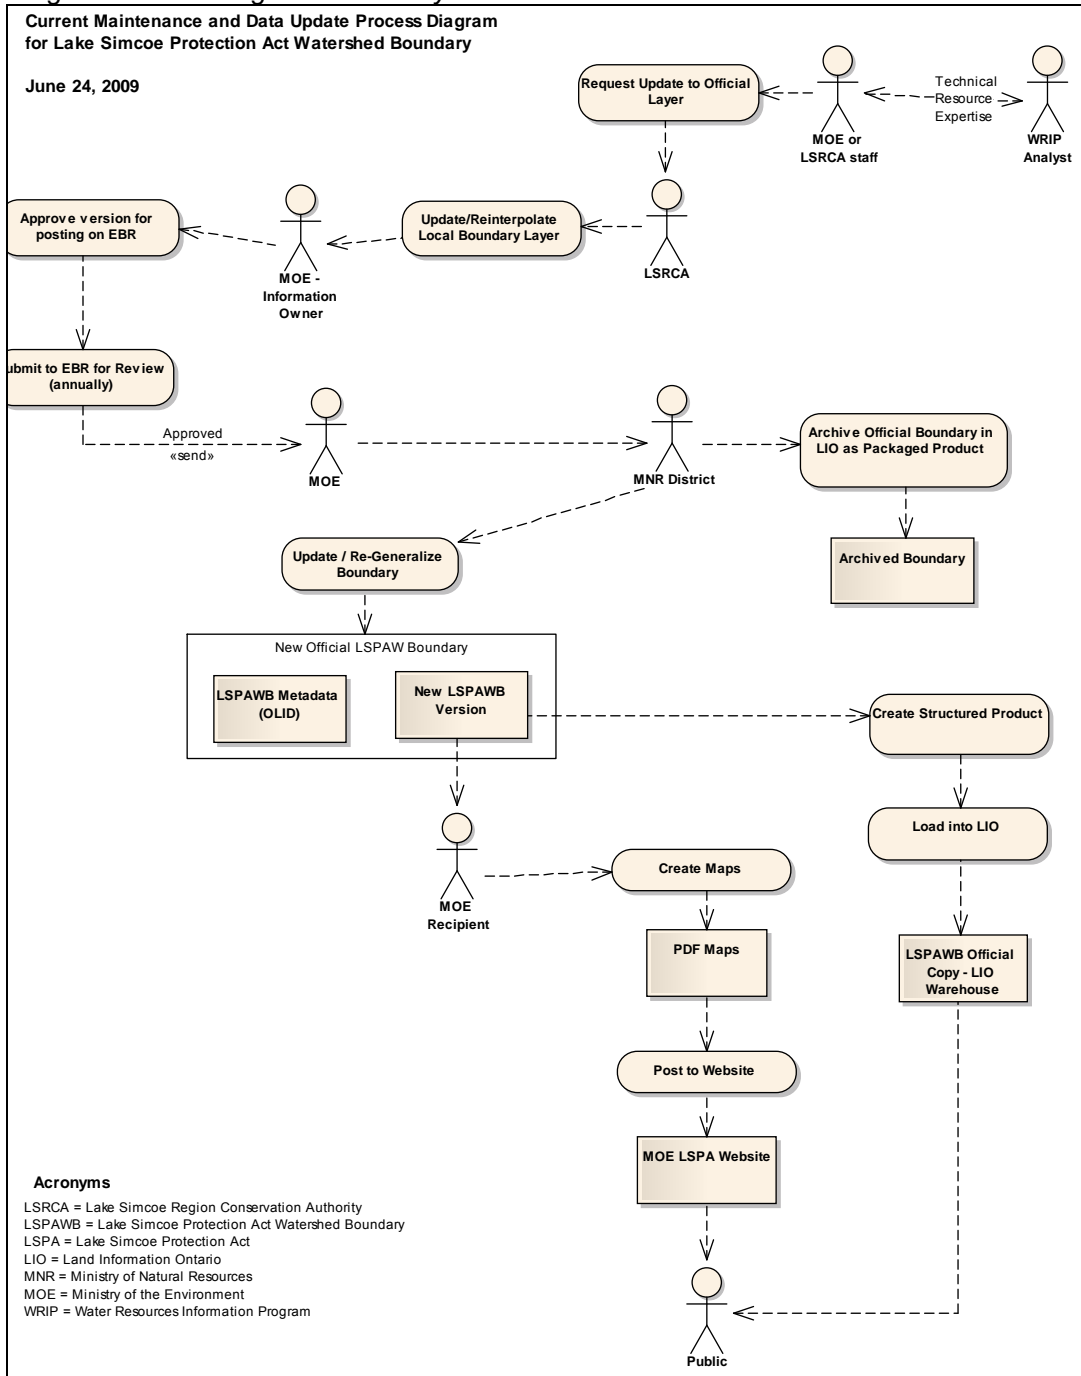 Current Maintenance and Data Update Process Diagram
for Lake Simcoe Protection Act Watershed Boundary
June 24, 2009
Request Update to Official
Layer
MOE or
LSRCA staff
Technical
Resource
Expertise
WRIP
Analyst
LSRCA
Update/Reinterpolate
Local Boundary Layer
MOE -
Information
Owner
Approve version for
posting on EBR
ubmit to EBR for Review
(annually)
Approved
«send»
MOE
MNR District
Archive Official Boundary in
LIO as Packaged Product
Archived Boundary
Update / Re-Generalize
Boundary
New Official LSPAW Boundary
LSPAWB Metadata
(OLID)
New LSPAWB
Version
Create Structured Product
Load into LIO
LSPAWB Official
Copy - LIO
Warehouse
MOE
Recipient
Create Maps
PDF Maps
Post to Website
MOE LSPA Website
Public
Acronyms
LSRCA = Lake Simcoe Region Conservation Authority
LSPAWB = Lake Simcoe Protection Act Watershed Boundary
LSPA = Lake Simcoe Protection Act
LIO = Land Information Ontario
MNR = Ministry of Natural Resources
MOE = Ministry of the Environment
WRIP = Water Resources Information Program